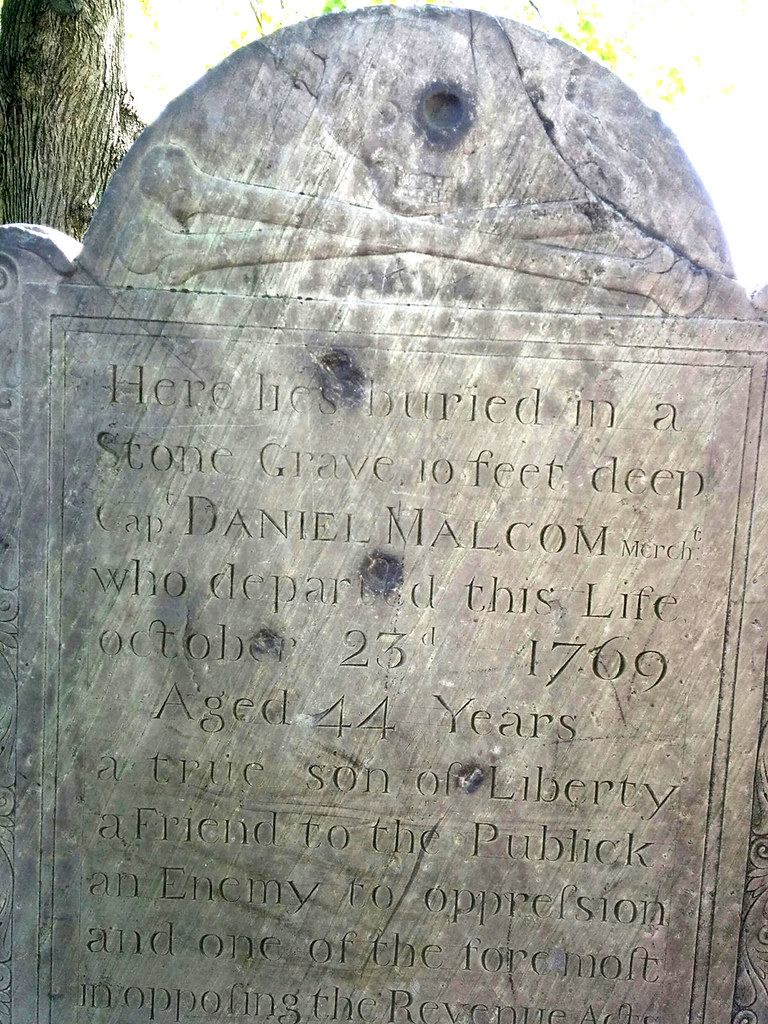 Here lies buried in a
Stone Grave 10 feet deep
Capt. DANIEL MALCOM Mercht.
who departed this Life
october 23d 1769
Aged 44 Years
a true son of Liberty
a Friend to the Publick
an Enemy to oppreſsion
and one of the foremoſt
in oppoſing the Revenue Acts